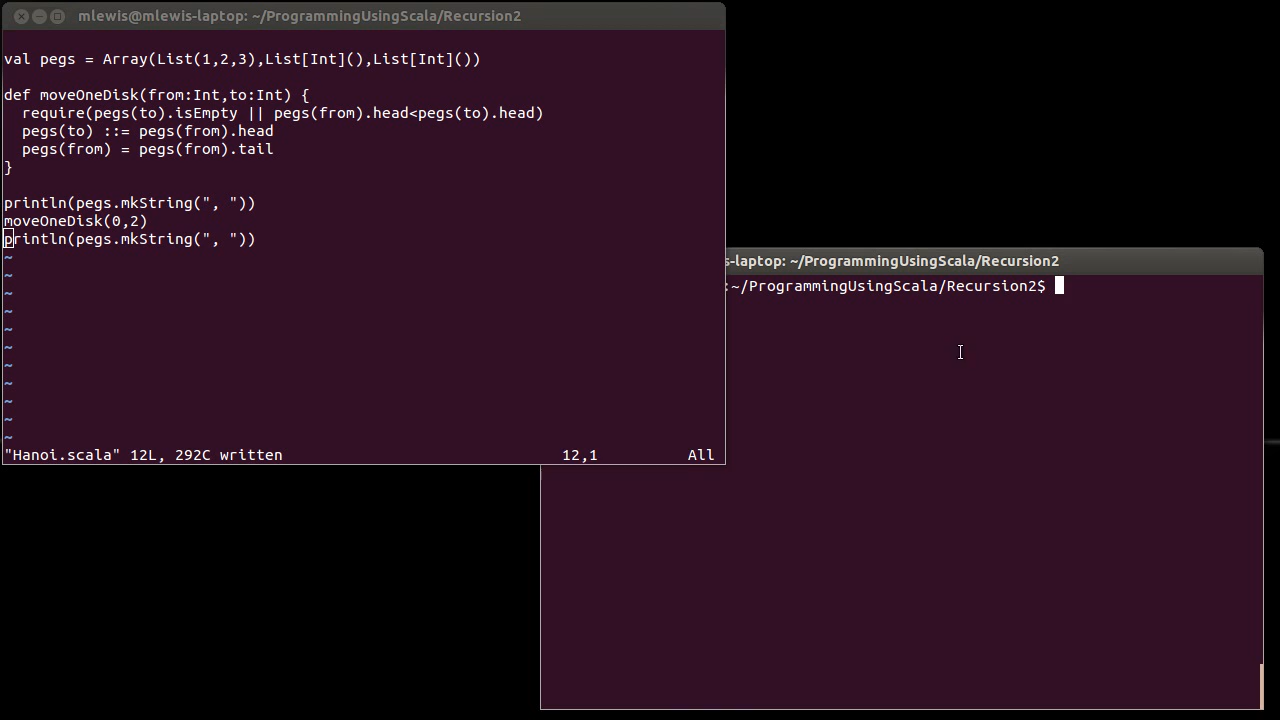 mlewis@mlewis-laptop: ~/ProgrammingUsingScala/Recursion2
val pegs = Array(List(1,2,3),List[Int](),List[Int]())
def moveOneDisk(from:Int,to:Int) {
  require(pegs(to).isEmpty || pegs(from).head<pegs(to).head)
  pegs(to) ::= pegs(from).head
  pegs(from) = pegs(from).tail
}
println(pegs.mkString(", "))
moveOneDisk(0,2)
println(pegs.mkString(", "))
~
~
~
~
~
~
~
~
~
~
~
"Hanoi.scala" 12L, 292C written 12,1 All
s-laptop: ~/ProgrammingUsingScala/Recursion2
:~/ProgrammingUsingScala/Recursion2$